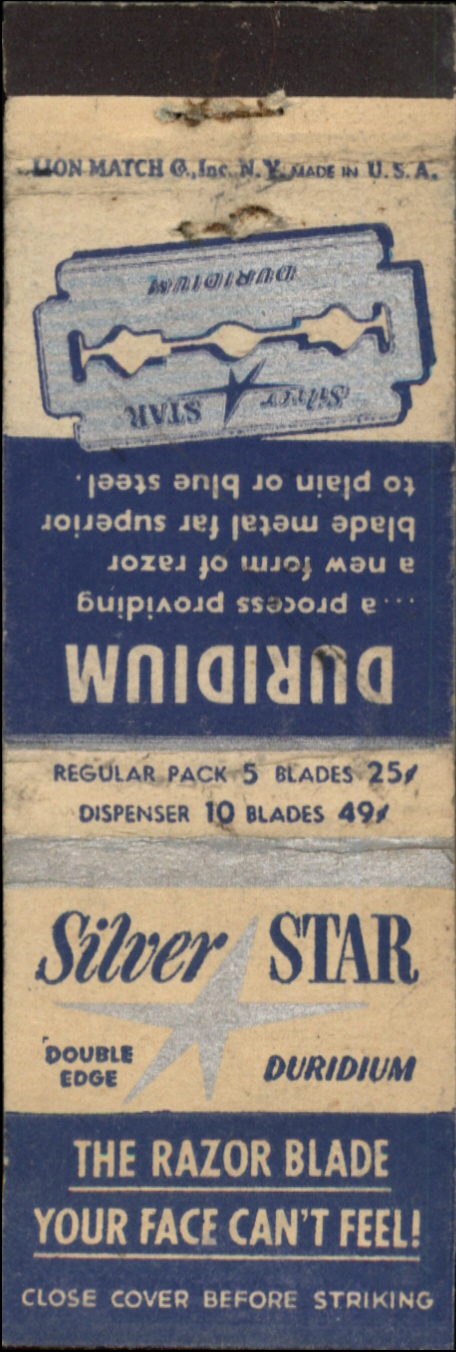 LION MATCH Co., Inc. N.Y. MADE IN U.S.A.
DURIDIUM
Silver STAR
DURIDIUM
...a process providing
a new form of razor
blade metal far superior
to plain or blue steel.
REGULAR PACK 5 BLADES 25¢
DISPENSER 10 BLADES 49¢
Silver STAR
DOUBLE
EDGE
DURIDIUM
THE RAZOR BLADE
YOUR FACE CAN'T FEEL!
CLOSE COVER BEFORE STRIKING